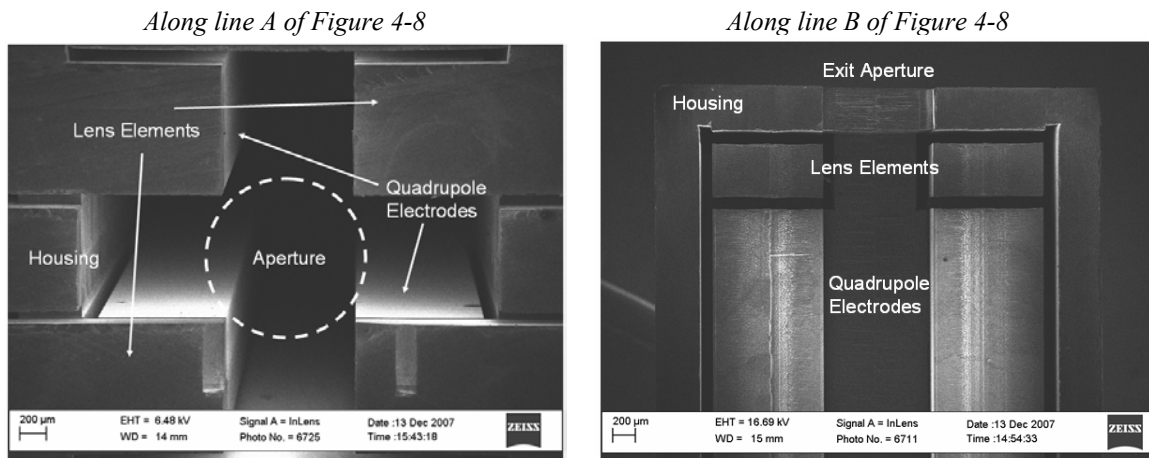 Along line A of Figure 4-8
Lens Elements
Quadrupole
Electrodes
Housing
Aperture
200 µm
EHT = 6.48 kV
WD = 14 mm
Signal A = InLens
Photo No. = 6725
Date :13 Dec 2007
Time :15:43:18
ZEISS
Along line B of Figure 4-8
Exit Aperture
Housing
Lens Elements
Quadrupole
Electrodes
200 µm
EHT = 16.69 kV
WD = 15 mm
Signal A = InLens
Photo No. = 6711
Date :13 Dec 2007
Time :14:54:33
ZEISS